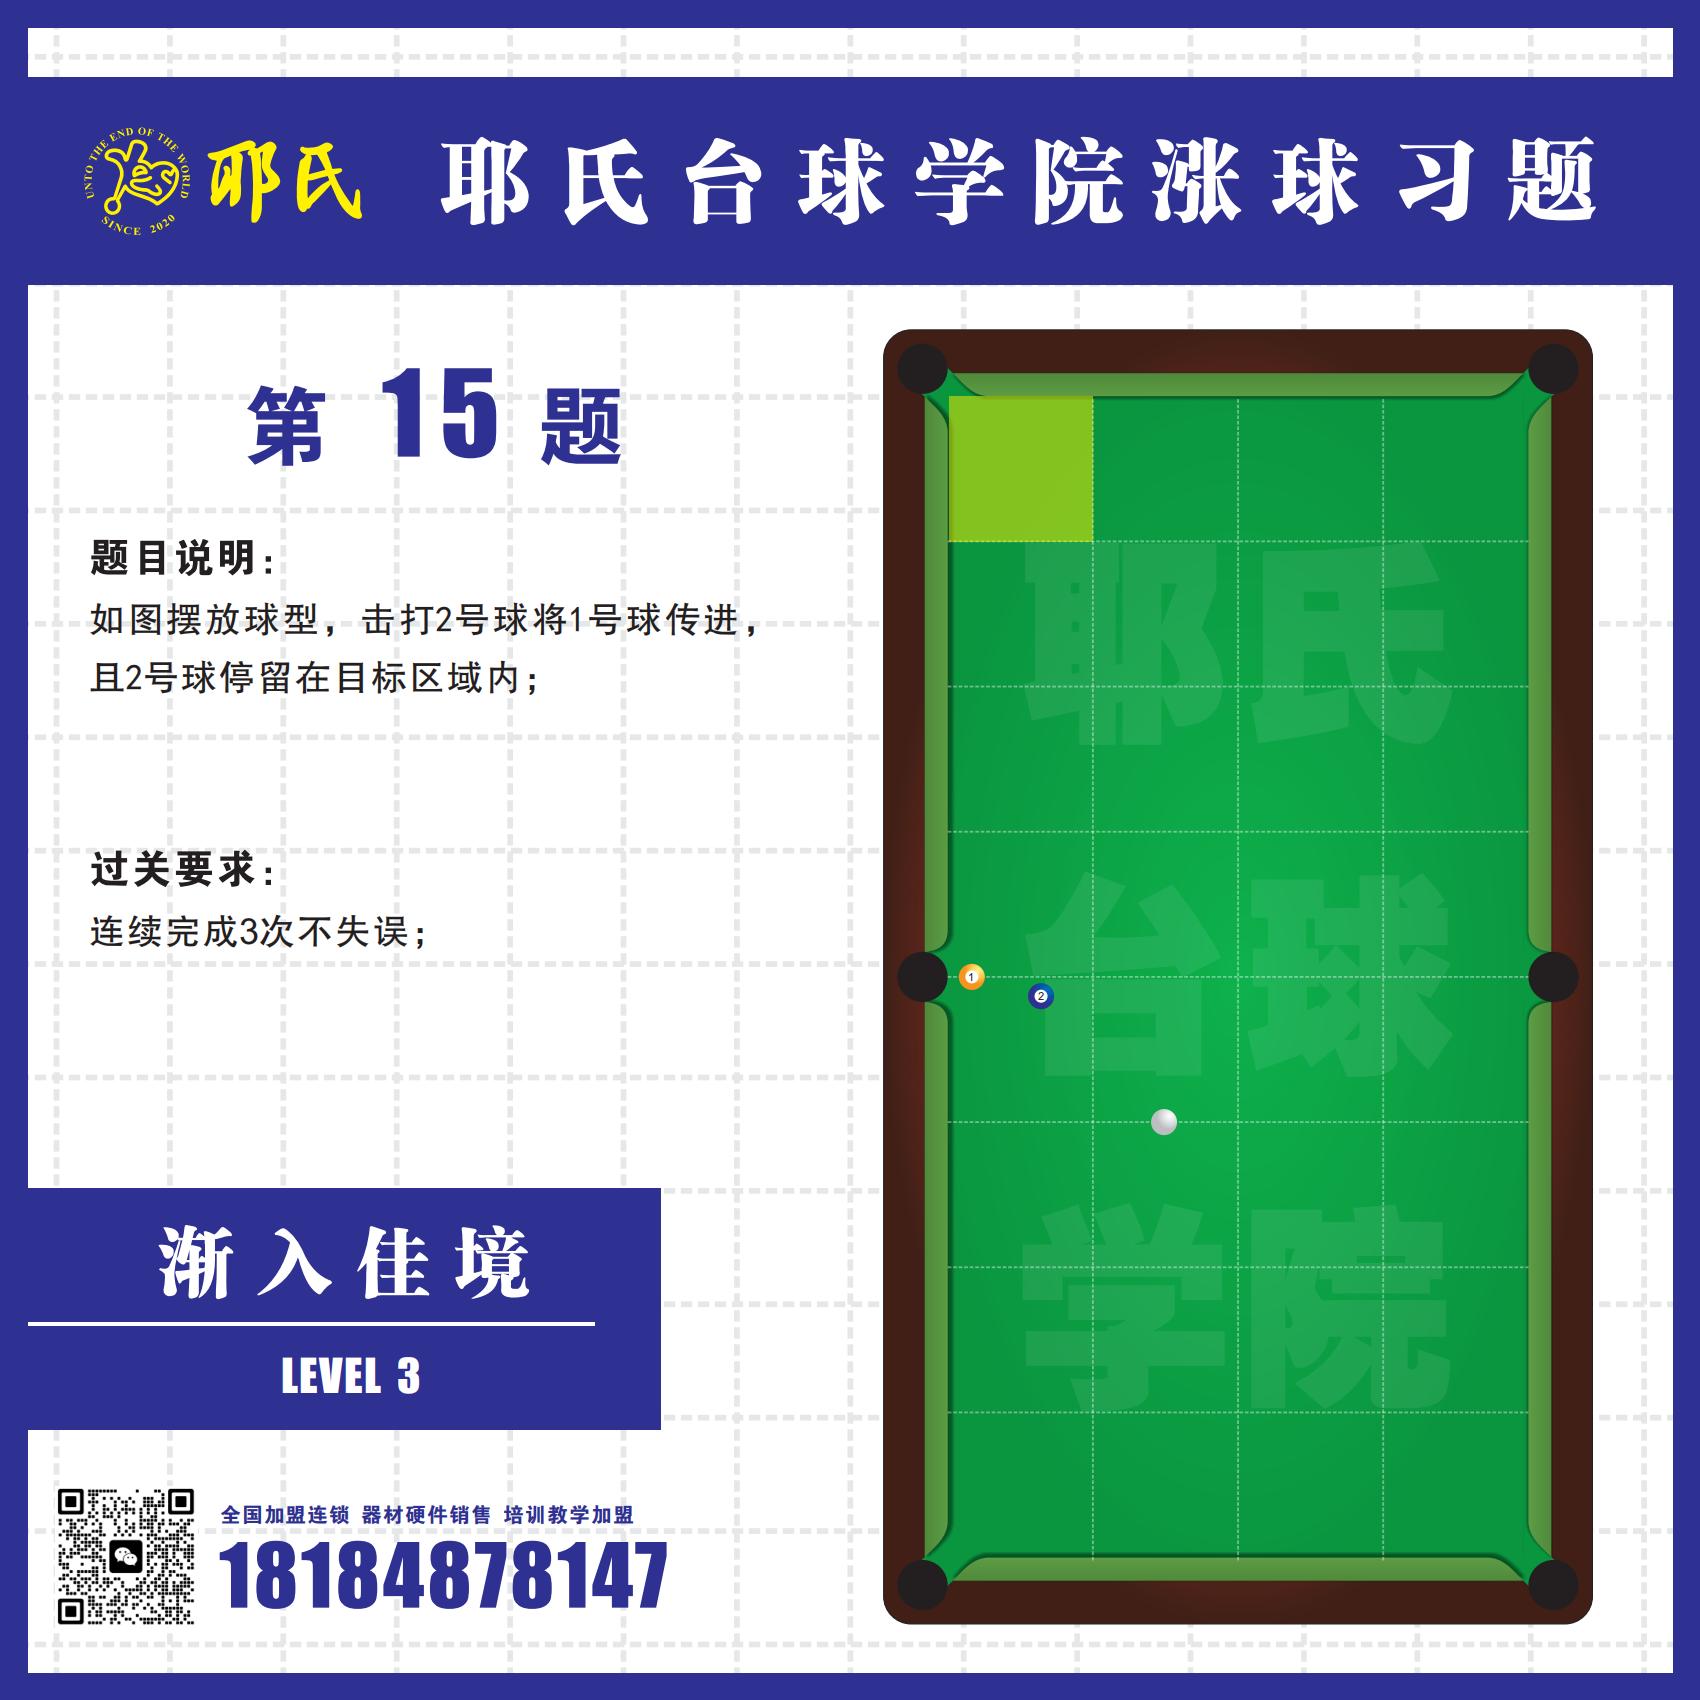 UNTO THE END OF THE WORLD
SINCE 2020
耶氏
耶氏台球学院涨球习题
第 15 题
题目说明:
如图摆放球型，击打2号球将1号球传进，
且2号球停留在目标区域内；
过关要求:
连续完成3次不失误；
渐入佳境
LEVEL 3
全国加盟连锁 器材硬件销售 培训教学加盟
18184878147
耶氏
台球
学院
1
2